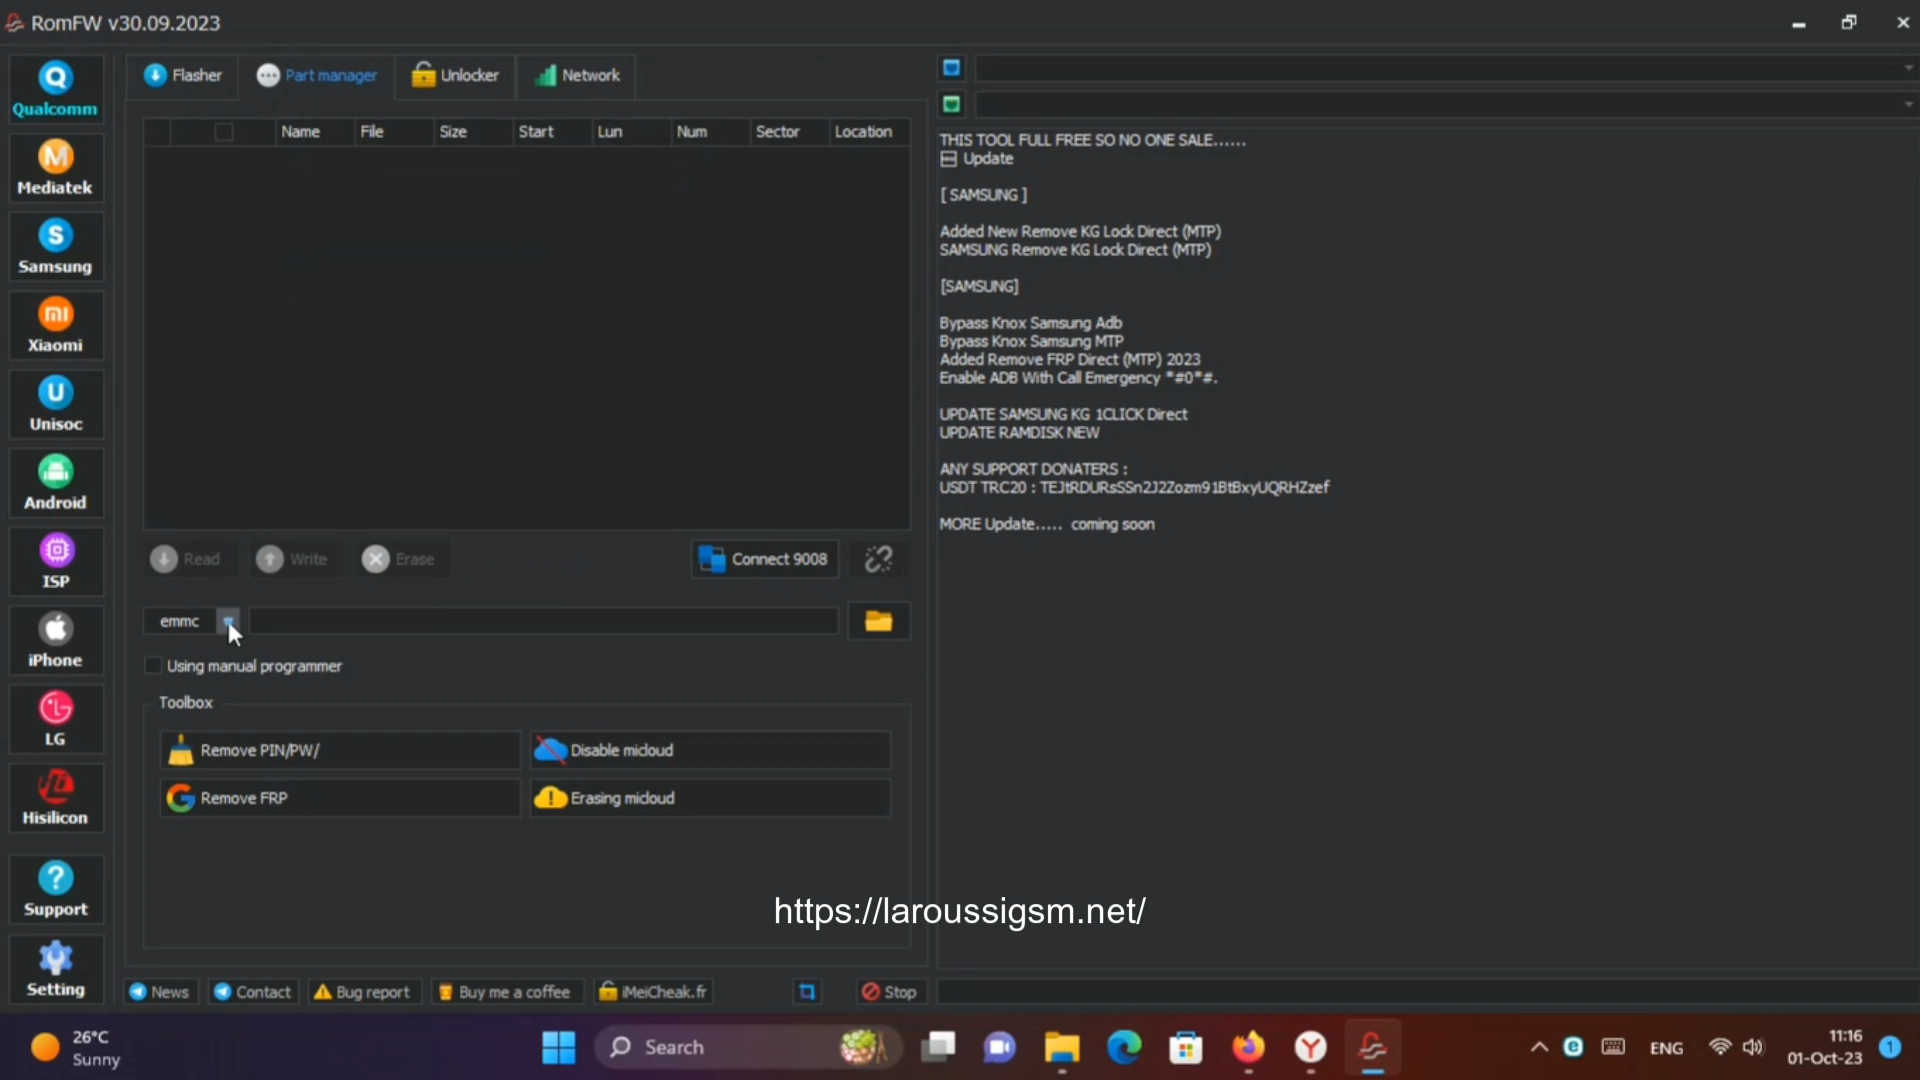 RomFW v30.09.2023
Qualcomm
Mediatek
Samsung
Xiaomi
Unisoc
Android
ISP
iPhone
LG
Hisilicon
Support
Setting
Flasher
Part manager
Unlocker
Network
Name File Size Start Lun Num Sector Location
Read
Write
Erase
Connect 9008
emmc
Using manual programmer
Toolbox
Remove PIN/PW/
Disable micloud
Remove FRP
Erasing micloud
THIS TOOL FULL FREE SO NO ONE SALE......
Update
[ SAMSUNG ]
Added New Remove KG Lock Direct (MTP)
SAMSUNG Remove KG Lock Direct (MTP)
[SAMSUNG]
Bypass Knox Samsung Adb
Bypass Knox Samsung MTP
Added Remove FRP Direct (MTP) 2023
Enable ADB With Call Emergency *#0*#.
UPDATE SAMSUNG KG 1CLICK Direct
UPDATE RAMDISK NEW
ANY SUPPORT DONATERS :
USDT TRC20 : TEJtRDURsSSn2J2Zozm91BtBxyUQRHZzef
MORE Update..... coming soon
https://laroussigsm.net/
News
Contact
Bug report
Buy me a coffee
iMeiCheak.fr
Stop
26°C
Sunny
Search
ENG
11:16
01-Oct-23
1